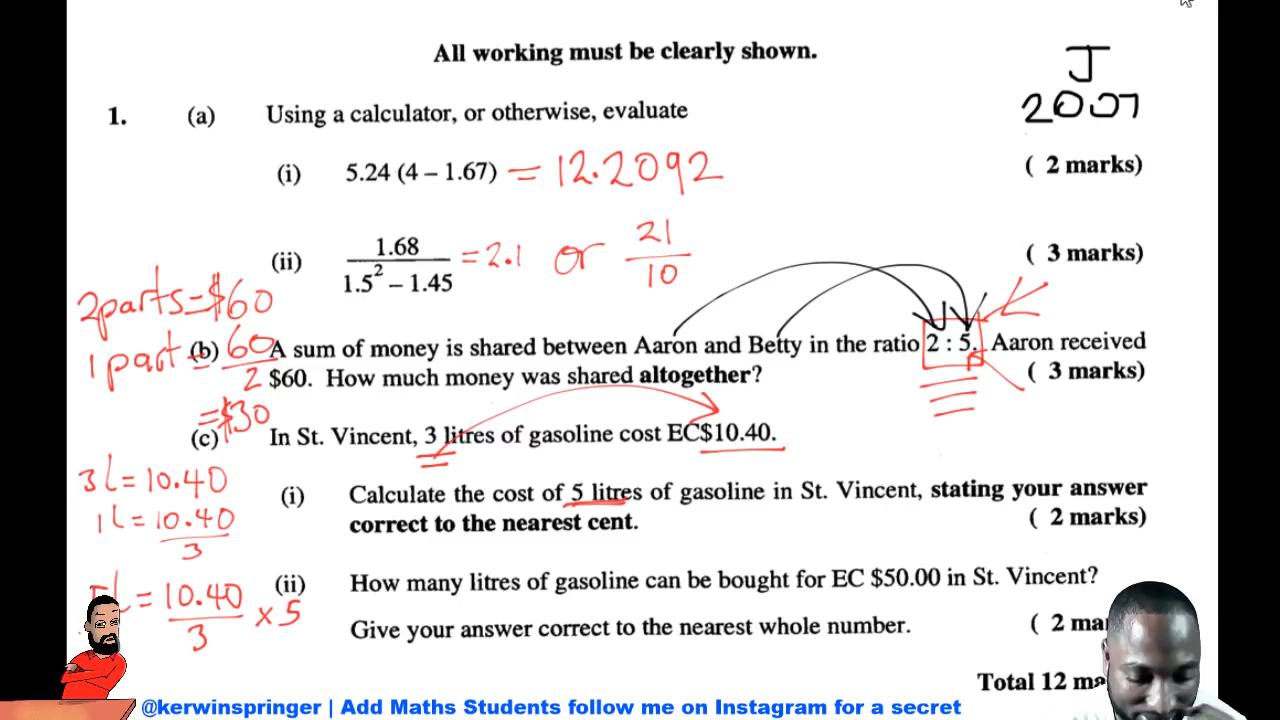 All working must be clearly shown.
J
2007
1. (a) Using a calculator, or otherwise, evaluate
(i) 5.24 (4 – 1.67) = 12.2092 ( 2 marks)
(ii) 1.68 / 1.5² – 1.45 = 2.1 or 21/10 ( 3 marks)
2 parts = $60
1 part = 60/2
= $30
(b) A sum of money is shared between Aaron and Betty in the ratio 2 : 5. Aaron received
$60. How much money was shared altogether? ( 3 marks)
(c) In St. Vincent, 3 litres of gasoline cost EC$10.40.
3L = 10.40
1L = 10.40/3
(i) Calculate the cost of 5 litres of gasoline in St. Vincent, stating your answer
correct to the nearest cent. ( 2 marks)
L = 10.40/3 × 5
(ii) How many litres of gasoline can be bought for EC $50.00 in St. Vincent?
Give your answer correct to the nearest whole number. ( 2
Total 12
@kerwinspringer | Add Maths Students follow me on Instagram for a secret